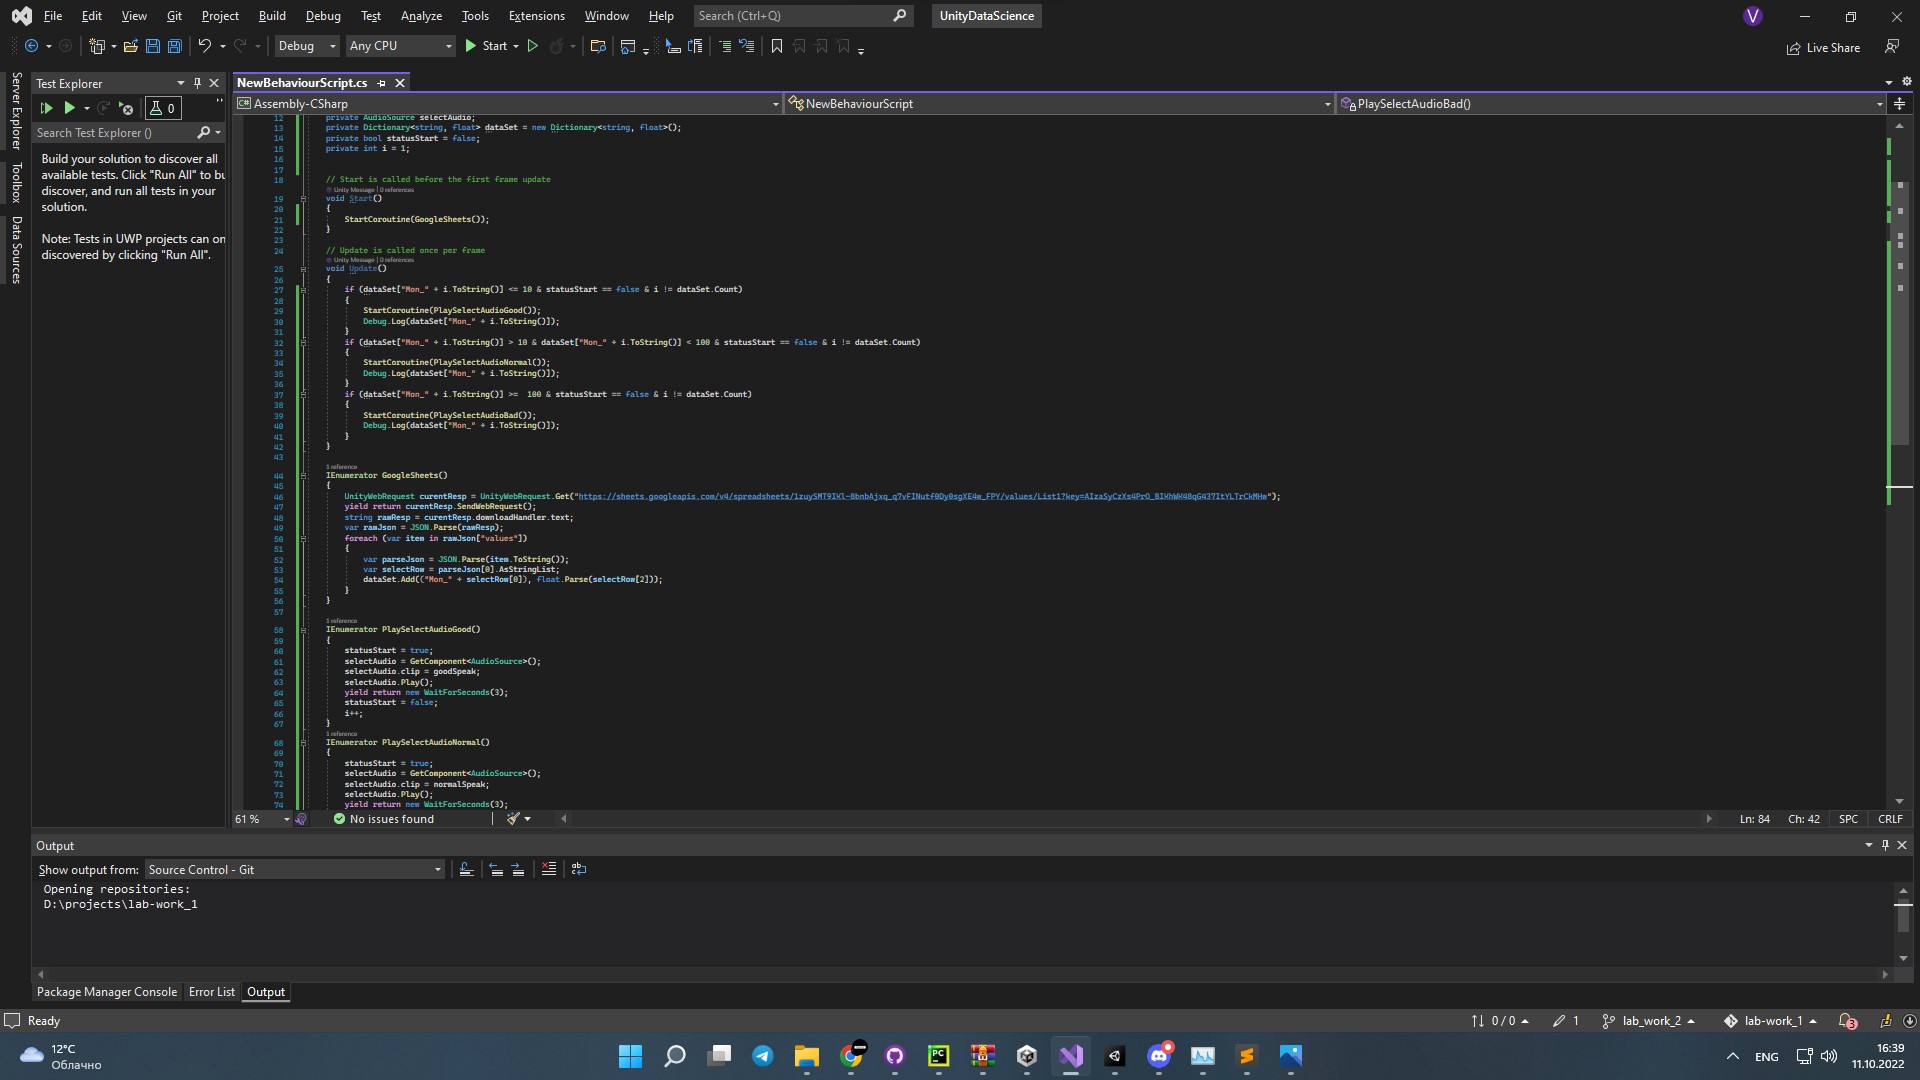 File Edit View Git Project Build Debug Test Analyze Tools Extensions Window Help Search (Ctrl+Q) UnityDataScience V
Debug Any CPU Start Live Share
Server Explorer
Toolbox
Data Sources
Test Explorer
0
Search Test Explorer ()
Build your solution to discover all
available tests. Click "Run All" to bu
discover, and run all tests in your
solution.
Note: Tests in UWP projects can on
discovered by clicking "Run All".
NewBehaviourScript.cs
Assembly-CSharp NewBehaviourScript PlaySelectAudioBad()
12 private AudioSource selectAudio;
13 private Dictionary<string, float> dataSet = new Dictionary<string, float>();
14 private bool statusStart = false;
15 private int i = 1;
16
17
18 // Start is called before the first frame update
Unity Message | 0 references
19 void Start()
20 {
21 StartCoroutine(GoogleSheets());
22 }
23
24 // Update is called once per frame
Unity Message | 0 references
25 void Update()
26 {
27 if (dataSet["Mon_" + i.ToString()] <= 10 & statusStart == false & i != dataSet.Count)
28 {
29 StartCoroutine(PlaySelectAudioGood());
30 Debug.Log(dataSet["Mon_" + i.ToString()]);
31 }
32 if (dataSet["Mon_" + i.ToString()] > 10 & dataSet["Mon_" + i.ToString()] < 100 & statusStart == false & i != dataSet.Count)
33 {
34 StartCoroutine(PlaySelectAudioNormal());
35 Debug.Log(dataSet["Mon_" + i.ToString()]);
36 }
37 if (dataSet["Mon_" + i.ToString()] >= 100 & statusStart == false & i != dataSet.Count)
38 {
39 StartCoroutine(PlaySelectAudioBad());
40 Debug.Log(dataSet["Mon_" + i.ToString()]);
41 }
42 }
43
1 reference
44 IEnumerator GoogleSheets()
45 {
46 UnityWebRequest curentResp = UnityWebRequest.Get("
47 yield return curentResp.SendWebRequest();
48 string rawResp = curentResp.downloadHandler.text;
49 var rawJson = JSON.Parse(rawResp);
50 foreach (var item in rawJson["values"])
51 {
52 var parseJson = JSON.Parse(item.ToString());
53 var selectRow = parseJson[0].AsStringList;
54 dataSet.Add(("Mon_" + selectRow[0]), float.Parse(selectRow[2]));
55 }
56 }
57
1 reference
58 IEnumerator PlaySelectAudioGood()
59 {
60 statusStart = true;
61 selectAudio = GetComponent<AudioSource>();
62 selectAudio.clip = goodSpeak;
63 selectAudio.Play();
64 yield return new WaitForSeconds(3);
65 statusStart = false;
66 i++;
67 }
1 reference
68 IEnumerator PlaySelectAudioNormal()
69 {
70 statusStart = true;
71 selectAudio = GetComponent<AudioSource>();
72 selectAudio.clip = normalSpeak;
73 selectAudio.Play();
74 yield return new WaitForSeconds(3);
61 % No issues found Ln: 84 Ch: 42 SPC CRLF
Output
Show output from: Source Control - Git
Opening repositories:
D:\projects\lab-work_1
Package Manager Console Error List Output
Ready 0 / 0 1 lab_work_2 lab-work_1 3
12°C
Облачно
PC
ENG
16:39
11.10.2022